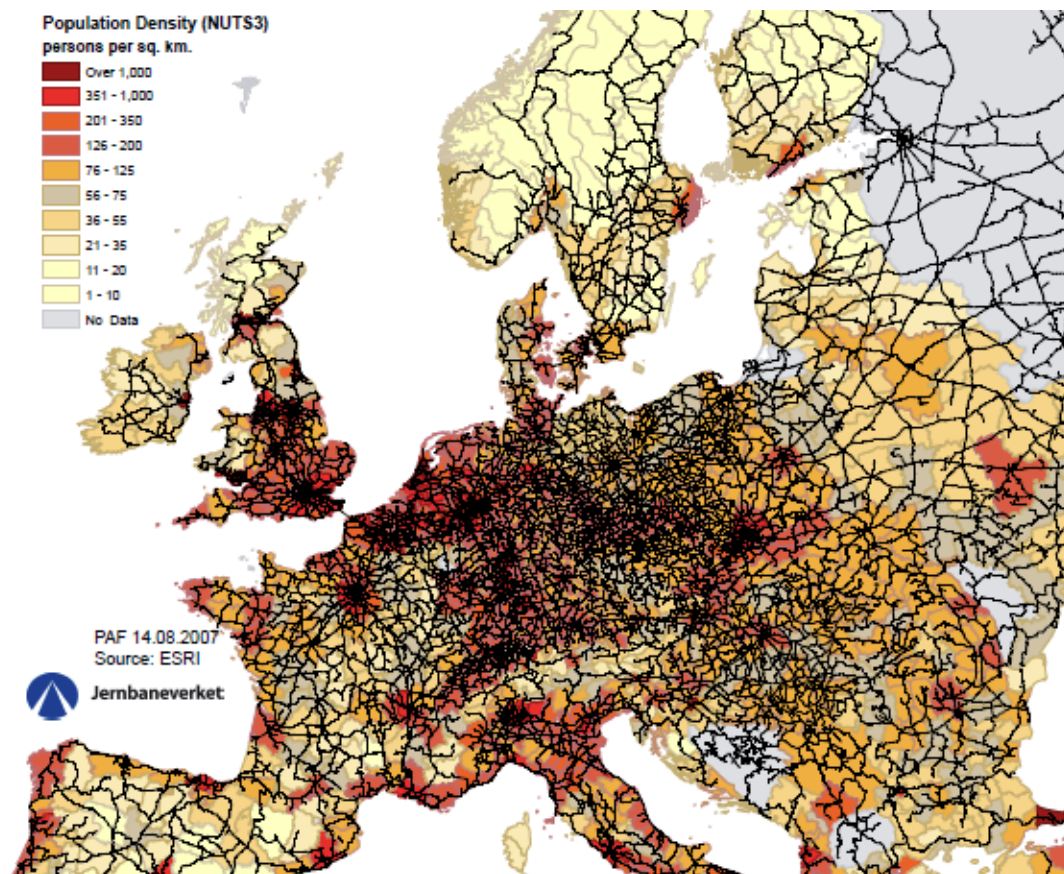 Population Density (NUTS3)
persons per sq. km.
Over 1,000
351 - 1,000
201 - 350
126 - 200
76 - 125
56 - 75
36 - 55
21 - 35
11 - 20
1 - 10
No Data
PAF 14.08.2007
Source: ESRI
Jernbaneverket